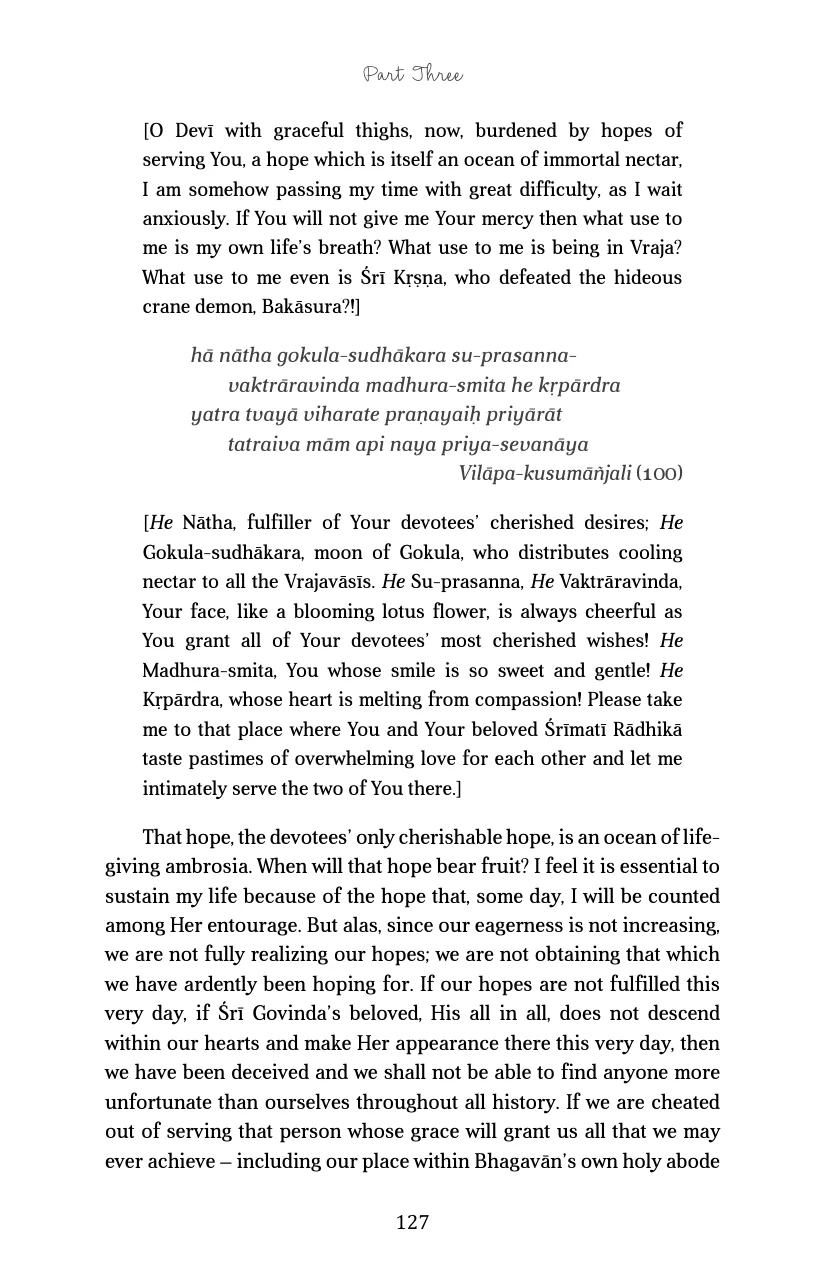 Part Three
[O Devī with graceful thighs, now, burdened by hopes of
serving You, a hope which is itself an ocean of immortal nectar,
I am somehow passing my time with great difficulty, as I wait
anxiously. If You will not give me Your mercy then what use to
me is my own life’s breath? What use to me is being in Vraja?
What use to me even is Śrī Kṛṣṇa, who defeated the hideous
crane demon, Bakāsura?!]
hā nātha gokula-sudhākara su-prasanna-
vaktrāravinda madhura-smita he kṛpārdra
yatra tvayā viharate praṇayaiḥ priyārāt
tatraiva mām api naya priya-sevanāya
Vilāpa-kusumāñjali (100)
[He Nātha, fulfiller of Your devotees’ cherished desires; He
Gokula-sudhākara, moon of Gokula, who distributes cooling
nectar to all the Vrajavāsīs. He Su-prasanna, He Vaktrāravinda,
Your face, like a blooming lotus flower, is always cheerful as
You grant all of Your devotees’ most cherished wishes! He
Madhura-smita, You whose smile is so sweet and gentle! He
Kṛpārdra, whose heart is melting from compassion! Please take
me to that place where You and Your beloved Śrīmatī Rādhikā
taste pastimes of overwhelming love for each other and let me
intimately serve the two of You there.]
That hope, the devotees’ only cherishable hope, is an ocean of life-
giving ambrosia. When will that hope bear fruit? I feel it is essential to
sustain my life because of the hope that, some day, I will be counted
among Her entourage. But alas, since our eagerness is not increasing,
we are not fully realizing our hopes; we are not obtaining that which
we have ardently been hoping for. If our hopes are not fulfilled this
very day, if Śrī Govinda’s beloved, His all in all, does not descend
within our hearts and make Her appearance there this very day, then
we have been deceived and we shall not be able to find anyone more
unfortunate than ourselves throughout all history. If we are cheated
out of serving that person whose grace will grant us all that we may
ever achieve – including our place within Bhagavān’s own holy abode
127